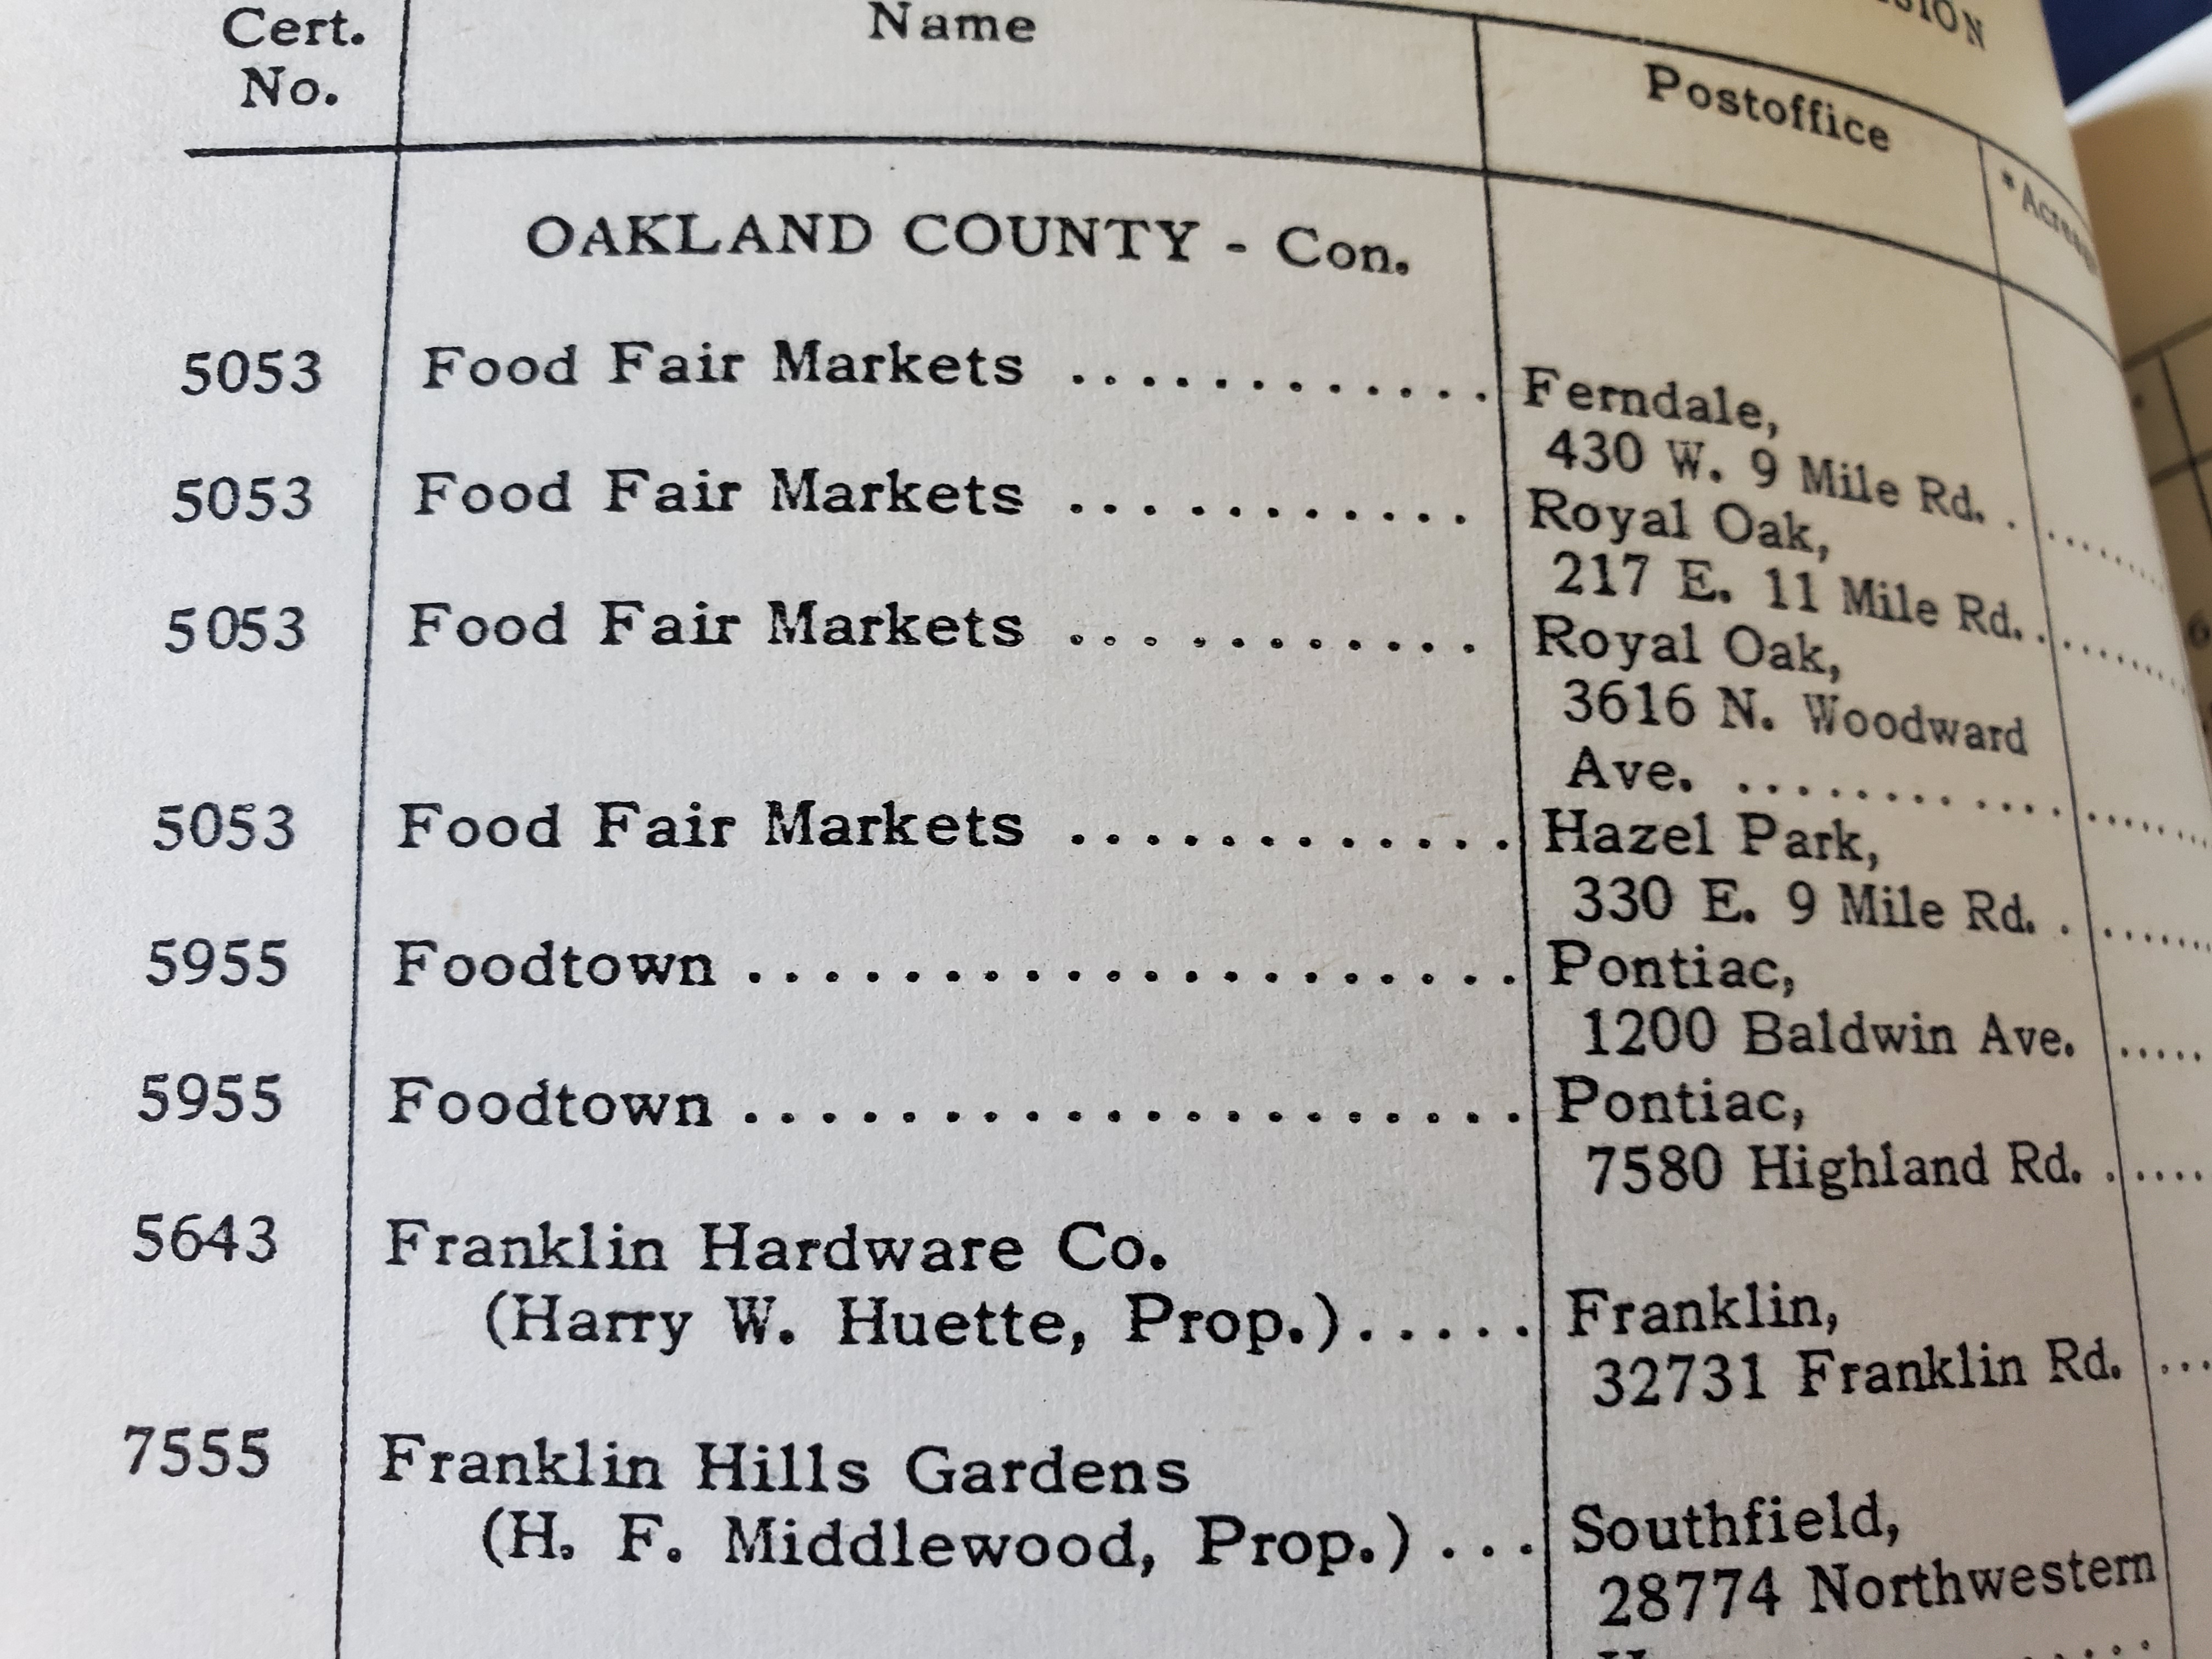 Cert. No.
Name
Postoffice
OAKLAND COUNTY - Con.
5053 Food Fair Markets ............ Ferndale,
430 W. 9 Mile Rd. .
5053 Food Fair Markets ........... Royal Oak,
217 E. 11 Mile Rd. .
5053 Food Fair Markets ........... Royal Oak,
3616 N. Woodward
Ave. ...........
5053 Food Fair Markets ............ Hazel Park,
330 E. 9 Mile Rd. .
5955 Foodtown .................... Pontiac,
1200 Baldwin Ave.
5955 Foodtown .................... Pontiac,
7580 Highland Rd. .
5643 Franklin Hardware Co.
(Harry W. Huette, Prop.) ..... Franklin,
32731 Franklin Rd.
7555 Franklin Hills Gardens
(H. F. Middlewood, Prop.) ... Southfield,
28774 Northwestern